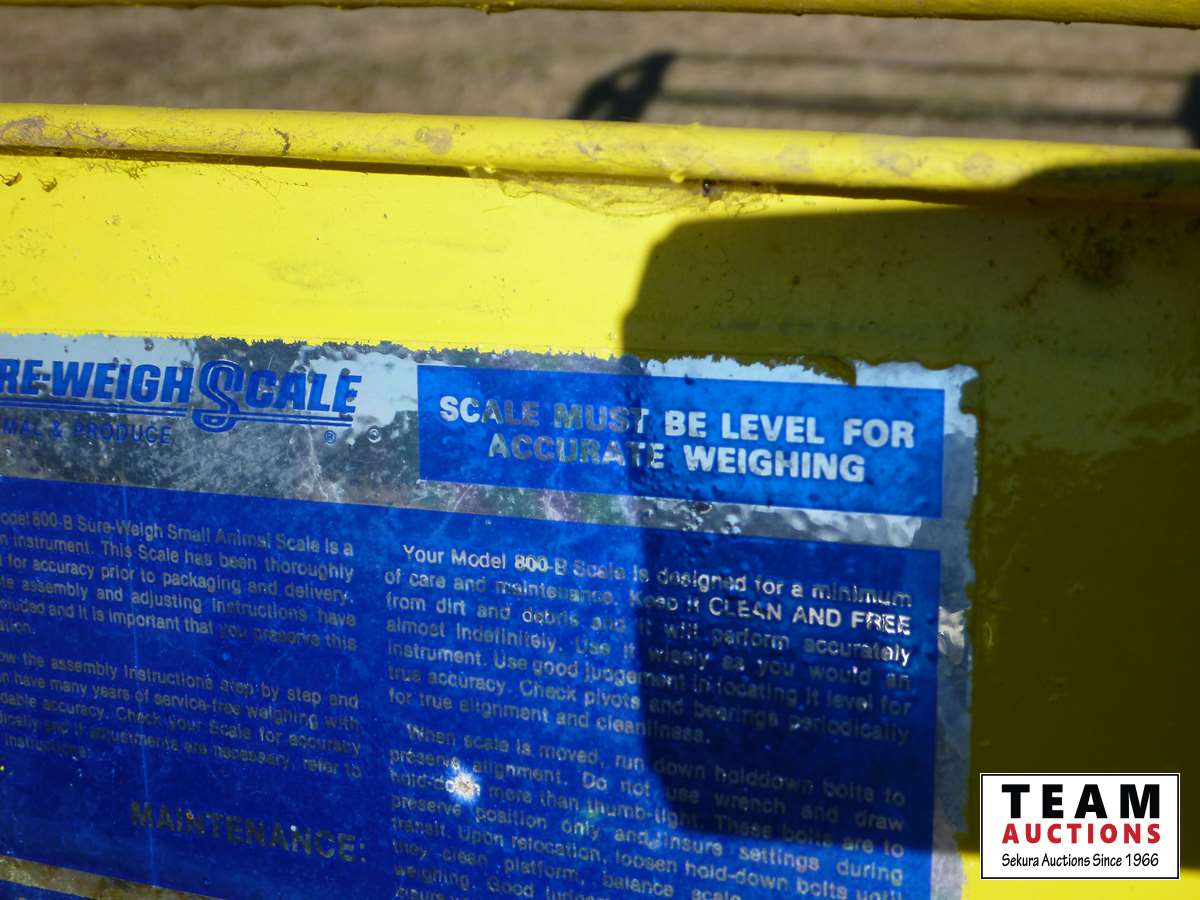 RE-WEIGH SCALE
MAL & PRODUCE ®
SCALE MUST BE LEVEL FOR
ACCURATE WEIGHING
odel 800-B Sure-Weigh Small Animal Scale is a
n instrument. This Scale has been thoroughly
d for accuracy prior to packaging and delivery.
te assembly and adjusting instructions have
cluded and it is important that you preserve this
ation.
ow the assembly instructions step by step and
n have many years of service-free weighing with
dable accuracy. Check your Scale for accuracy
dically and if adjustments are necessary, refer to
instructions:
MAINTENANCE:
Your Model 800-B Scale is designed for a minimum
of care and maintenance. Keep it CLEAN AND FREE
from dirt and debris and it will perform accurately
almost indefinitely. Use it wisely as you would an
instrument. Use good judgement in locating it level for
true accuracy. Check pivots and bearings periodically
for true alignment and cleanliness.
When scale is moved, run down holddown bolts to
preserve alignment. Do not use wrench and draw
hold-down more than thumb-tight. These bolts are to
preserve position only and insure settings during
transit. Upon relocation, loosen hold-down bolts until
they clean platform, balance scale
weighing. Good
TEAM
AUCTIONS
Sekura Auctions Since 1966